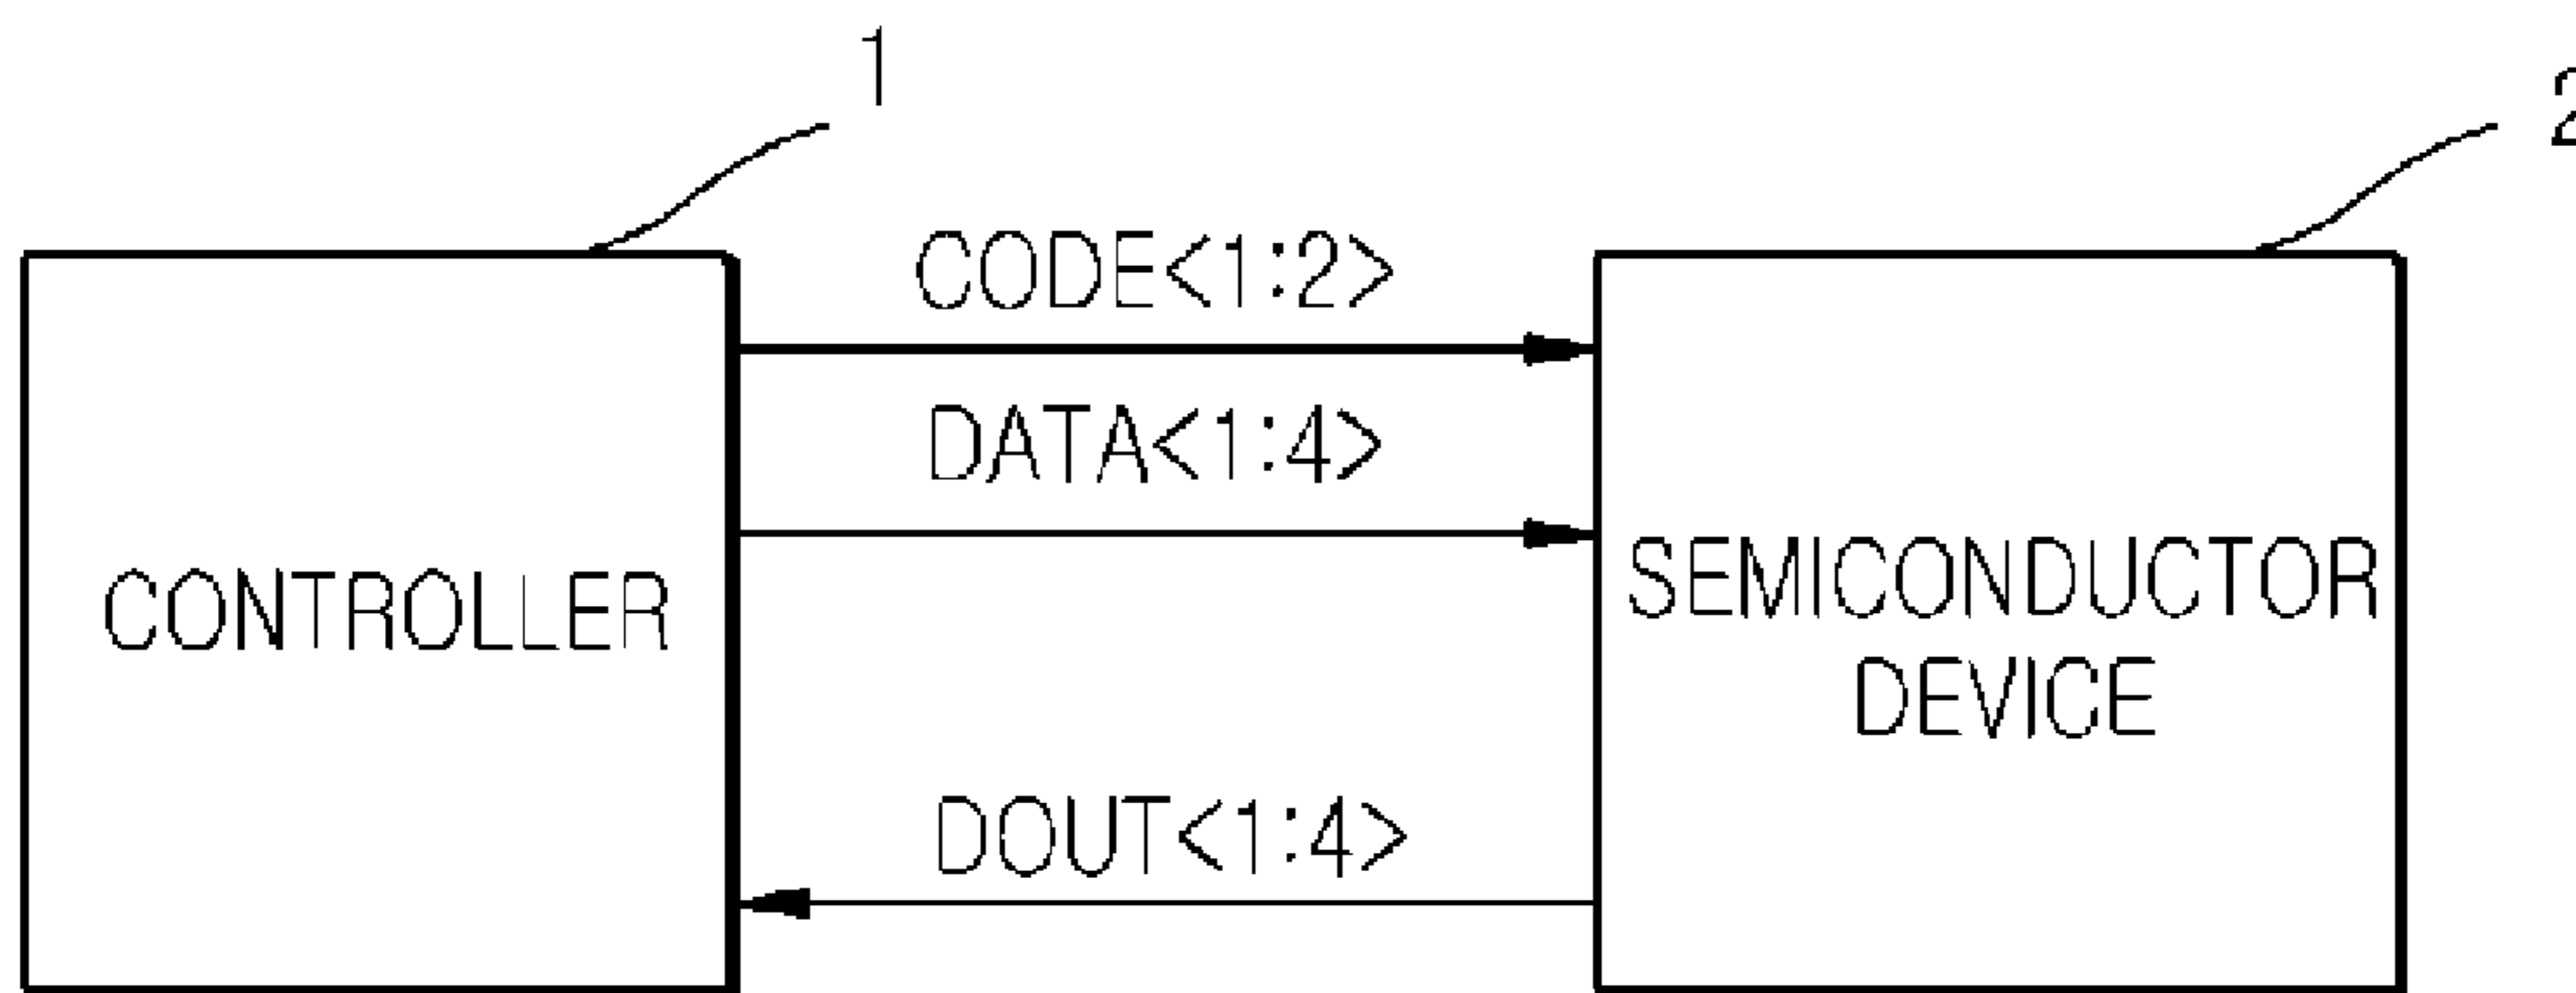 1
2
CODE<1:2>
DATA<1:4>
CONTROLLER
SEMICONDUCTOR
DEVICE
DOUT<1:4>